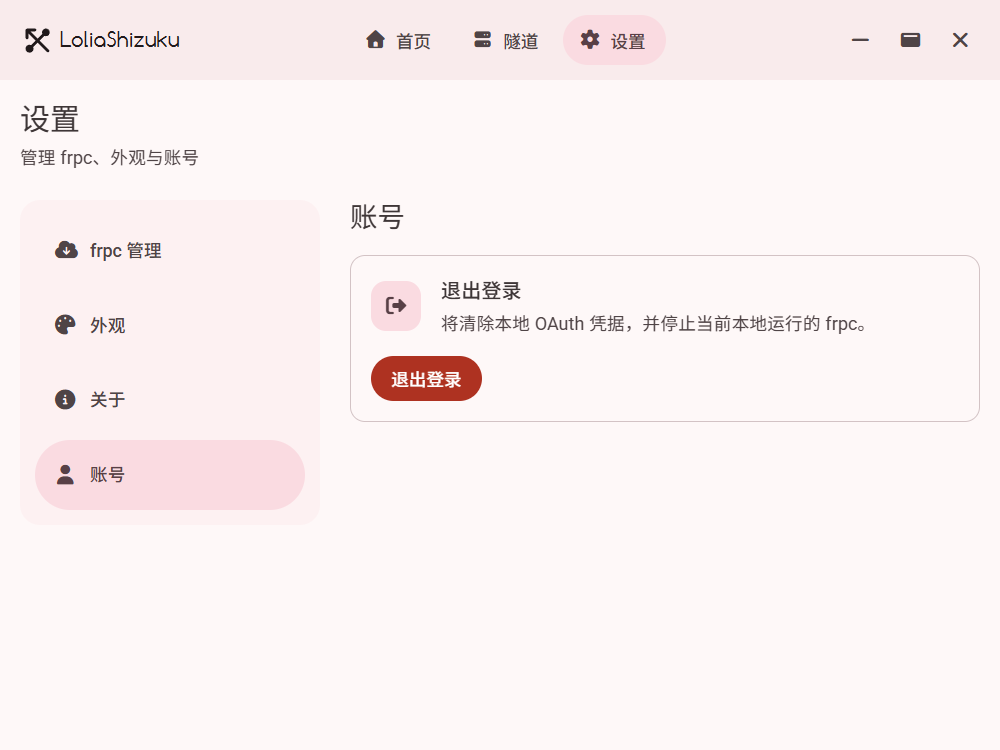 LoliaShizuku
首页
隧道
设置
设置
管理 frpc、外观与账号
frpc 管理
外观
关于
账号
账号
退出登录
将清除本地 OAuth 凭据，并停止当前本地运行的 frpc。
退出登录